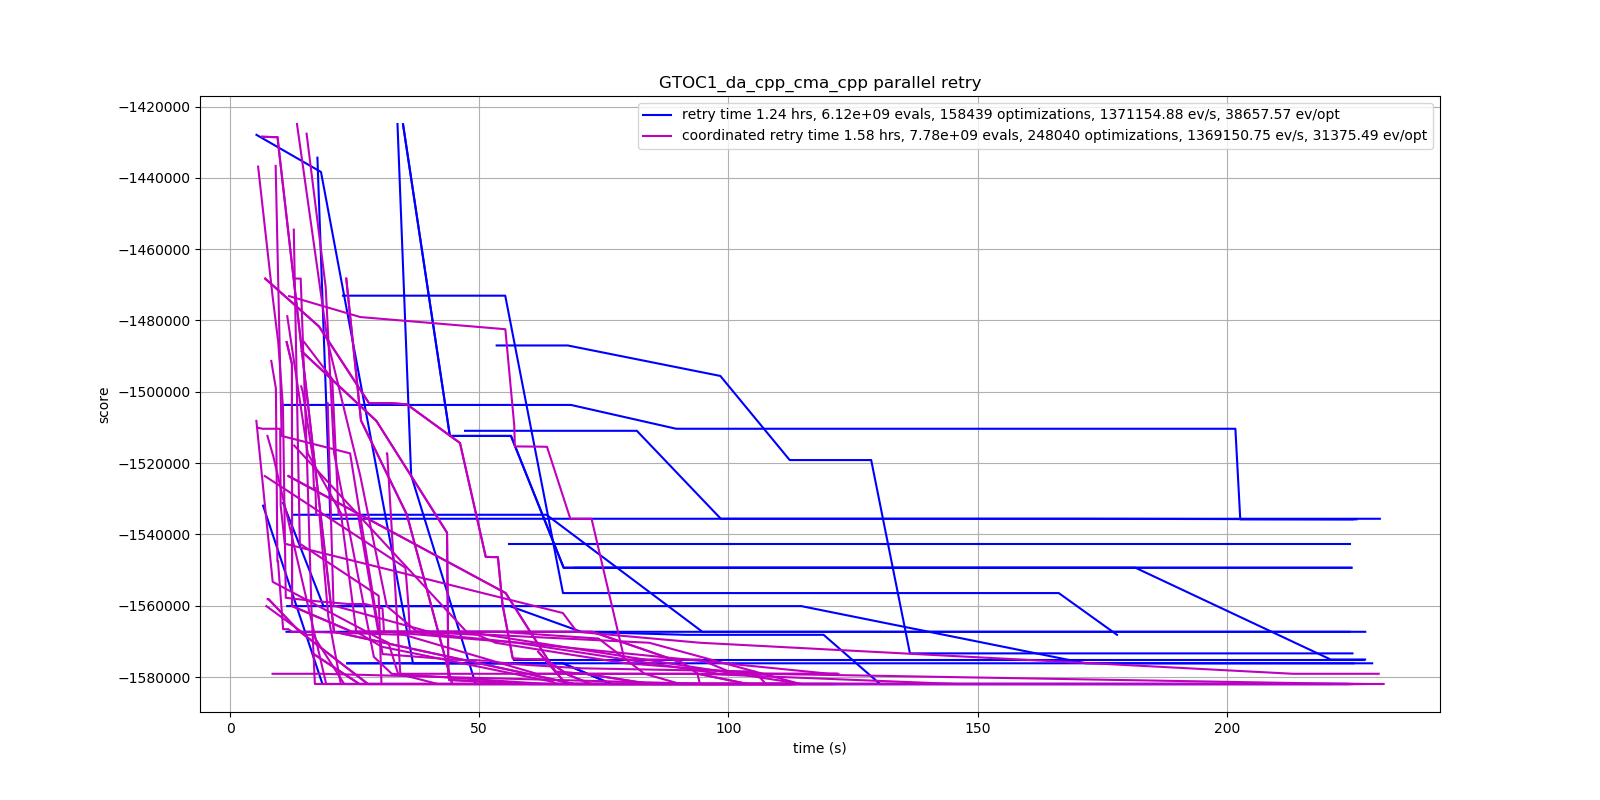 GTOC1_da_cpp_cma_cpp parallel retry
retry time 1.24 hrs, 6.12e+09 evals, 158439 optimizations, 1371154.88 ev/s, 38657.57 ev/opt
coordinated retry time 1.58 hrs, 7.78e+09 evals, 248040 optimizations, 1369150.75 ev/s, 31375.49 ev/opt
−1420000
−1440000
−1460000
−1480000
−1500000
−1520000
−1540000
−1560000
−1580000
score
0 50 100 150 200
time (s)